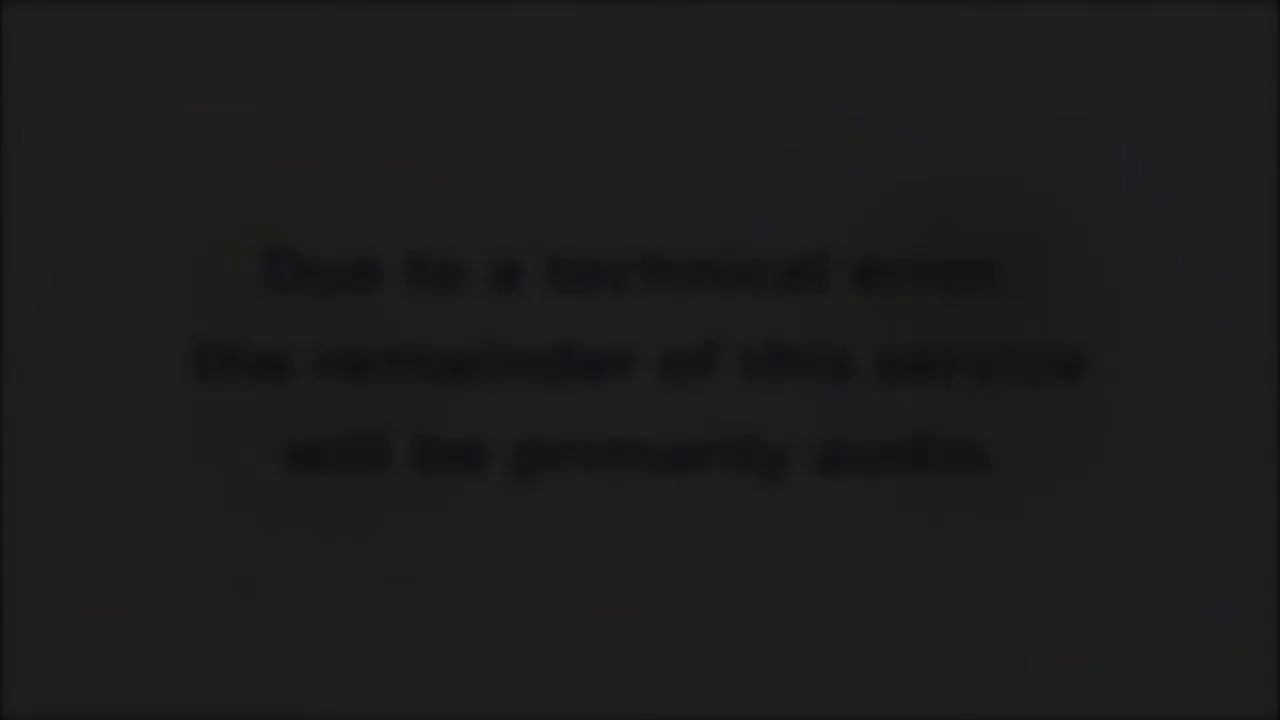 Due to a technical error,
the remainder of this service
will be primarily audio.